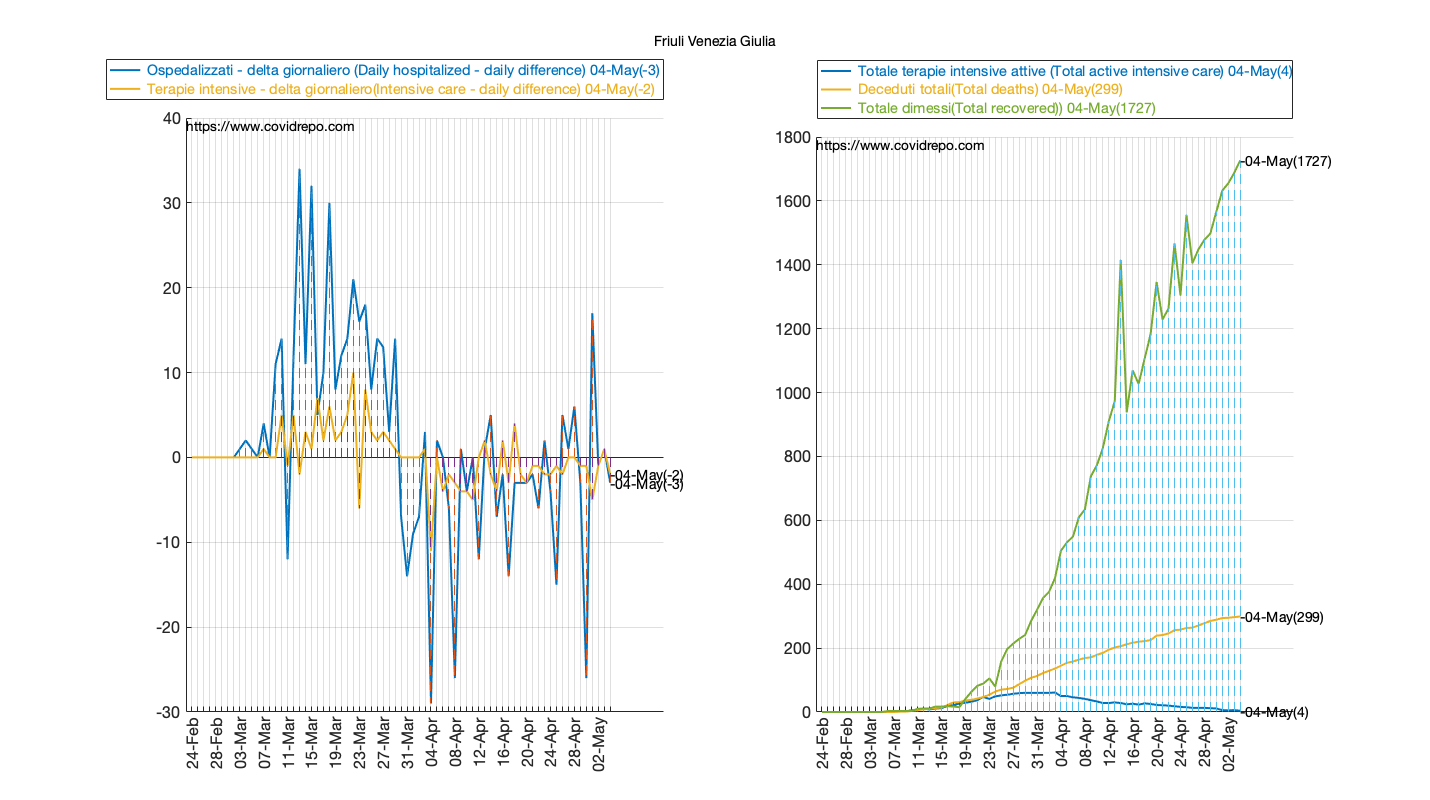 Friuli Venezia Giulia
Ospedalizzati - delta giornaliero (Daily hospitalized - daily difference) 04-May(-3)
Terapie intensive - delta giornaliero(Intensive care - daily difference) 04-May(-2)
https://www.covidrepo.com
40
30
20
10
0
-10
-20
-30
-04-May(-2)
-04-May(-3)
24-Feb
28-Feb
03-Mar
07-Mar
11-Mar
15-Mar
19-Mar
23-Mar
27-Mar
31-Mar
04-Apr
08-Apr
12-Apr
16-Apr
20-Apr
24-Apr
28-Apr
02-May
Totale terapie intensive attive (Total active intensive care) 04-May(4)
Deceduti totali(Total deaths) 04-May(299)
Totale dimessi(Total recovered)) 04-May(1727)
https://www.covidrepo.com
1800
1600
1400
1200
1000
800
600
400
200
0
-04-May(1727)
-04-May(299)
-04-May(4)
24-Feb
28-Feb
03-Mar
07-Mar
11-Mar
15-Mar
19-Mar
23-Mar
27-Mar
31-Mar
04-Apr
08-Apr
12-Apr
16-Apr
20-Apr
24-Apr
28-Apr
02-May